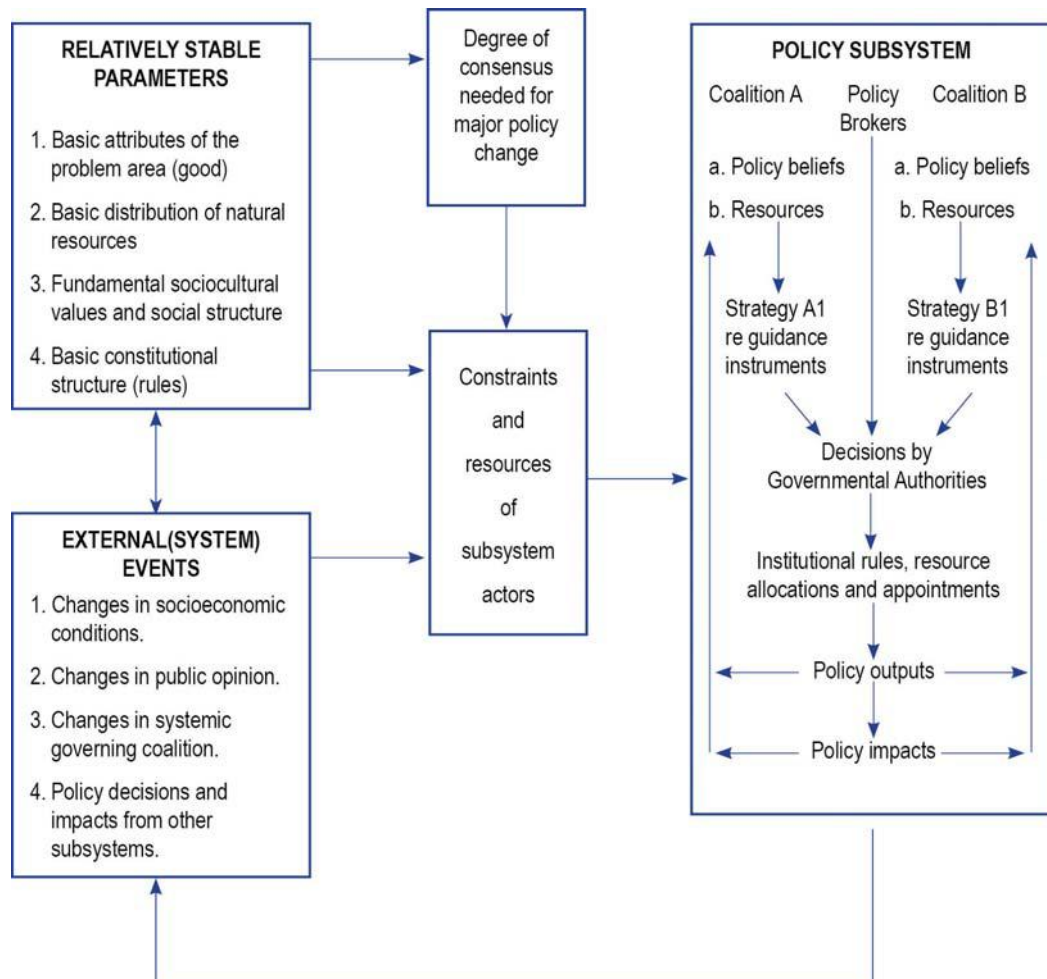 RELATIVELY STABLE
PARAMETERS
1. Basic attributes of the
problem area (good)
2. Basic distribution of natural
resources
3. Fundamental sociocultural
values and social structure
4. Basic constitutional
structure (rules)
EXTERNAL(SYSTEM)
EVENTS
1. Changes in socioeconomic
conditions.
2. Changes in public opinion.
3. Changes in systemic
governing coalition.
4. Policy decisions and
impacts from other
subsystems.
Degree of
consensus
needed for
major policy
change
Constraints
and
resources
of
subsystem
actors
POLICY SUBSYSTEM
Coalition A
Policy
Brokers
Coalition B
a. Policy beliefs
b. Resources
a. Policy beliefs
b. Resources
Strategy A1
re guidance
instruments
Strategy B1
re guidance
instruments
Decisions by
Governmental Authorities
Institutional rules, resource
allocations and appointments
Policy outputs
Policy impacts